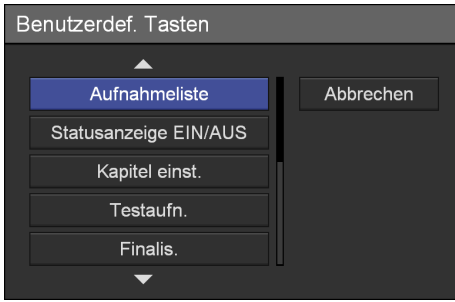 Benutzerdef. Tasten
Aufnahmeliste
Abbrechen
Statusanzeige EIN/AUS
Kapitel einst.
Testaufn.
Finalis.